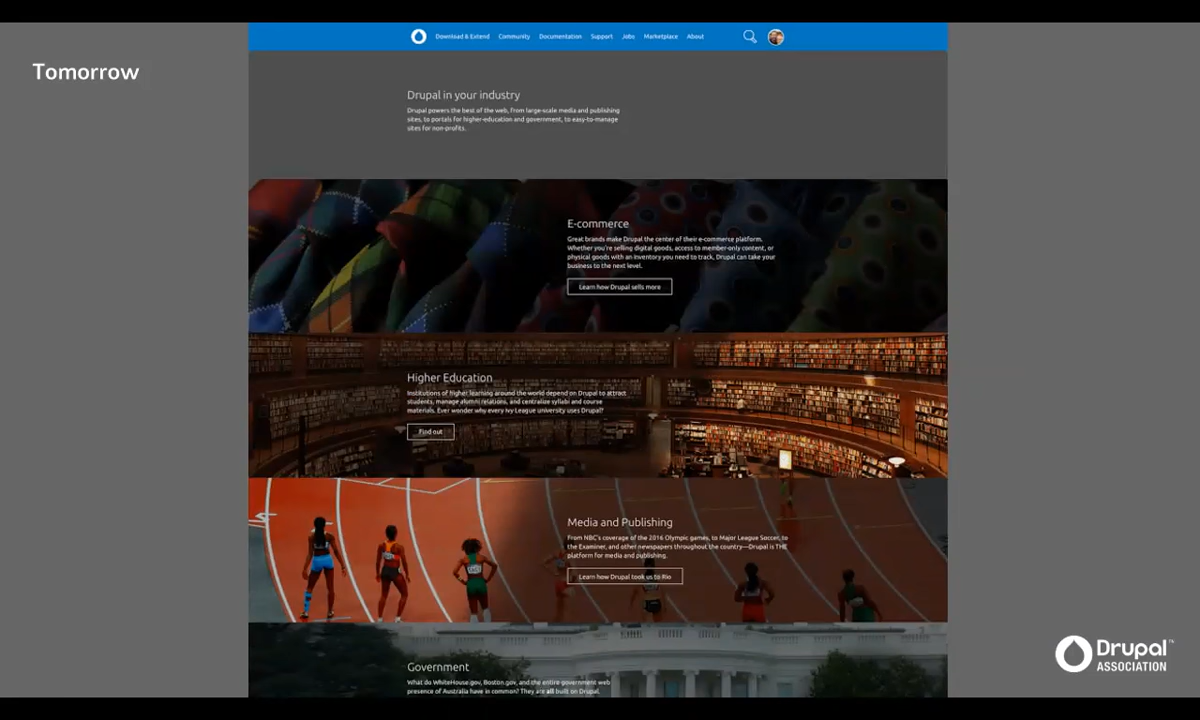 Tomorrow
Download & Extend Community Documentation Support Jobs Marketplace About
Drupal in your industry
Drupal powers the best of the web, from large-scale media and publishing
sites, to portals for higher-education and government, to easy-to-manage
sites for non-profits.
E-commerce
Great brands make Drupal the center of their e-commerce platform.
Whether you're selling digital goods, access to member-only content, or
physical goods with an inventory you need to track, Drupal can take your
business to the next level.
Learn how Drupal sells more
Higher Education
Institutions of higher learning around the world depend on Drupal to attract
students, manage alumni relations, and centralize syllabi and course
materials. Ever wonder why every Ivy League university uses Drupal?
Find out
Media and Publishing
From NBC's coverage of the 2016 Olympic games, to Major League Soccer, to
the Examiner, and other newspapers throughout the country—Drupal is THE
platform for media and publishing.
Learn how Drupal took us to Rio
Government
What do WhiteHouse.gov, Boston.gov, and the entire government web
presence of Australia have in common? They are all built on Drupal.
Drupal™
ASSOCIATION